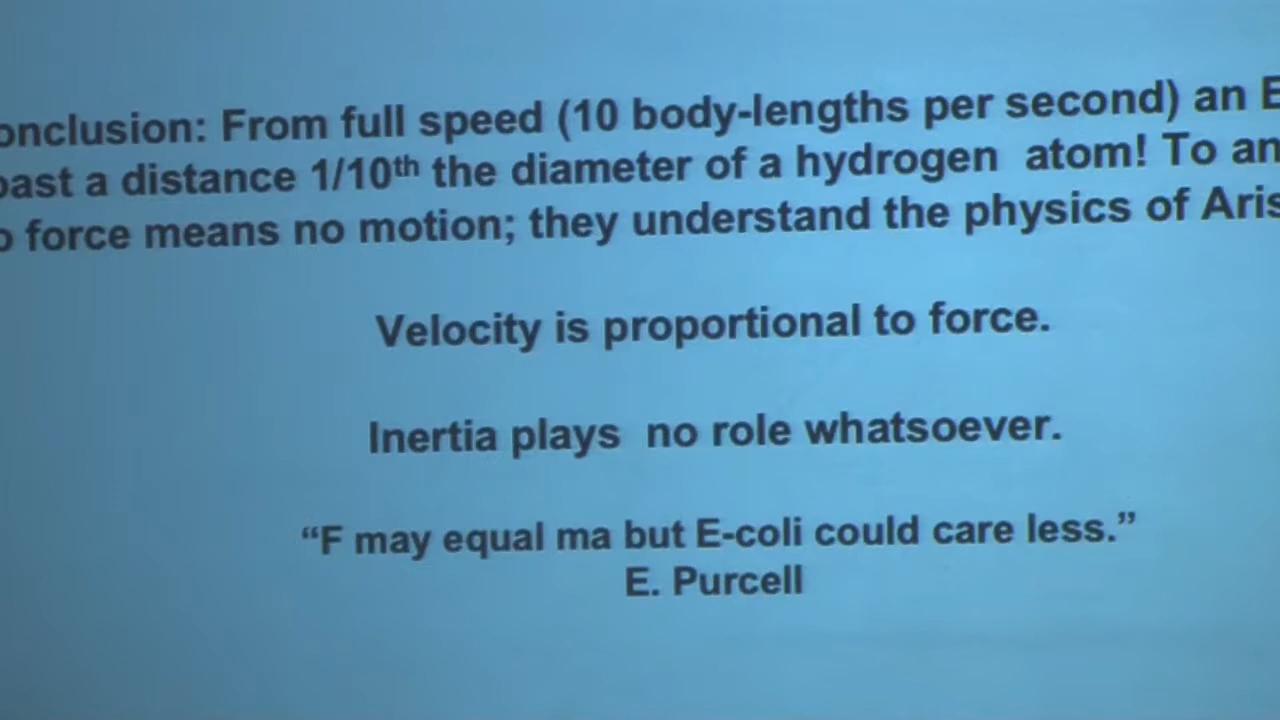 onclusion: From full speed (10 body-lengths per second) an E
past a distance 1/10th the diameter of a hydrogen atom! To an
o force means no motion; they understand the physics of Aris
Velocity is proportional to force.
Inertia plays no role whatsoever.
“F may equal ma but E-coli could care less.”
E. Purcell